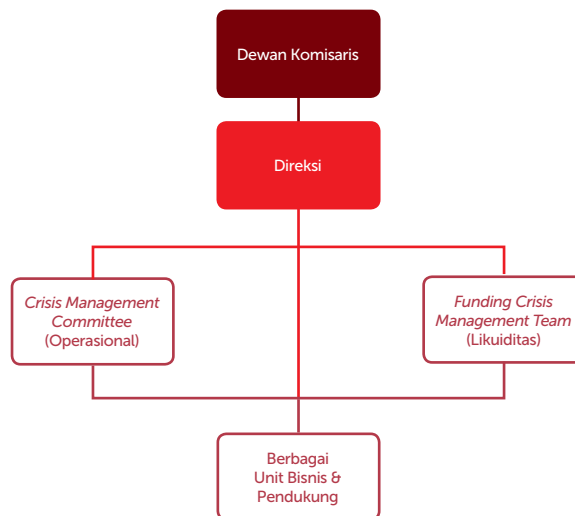 Dewan Komisaris
Direksi
Crisis Management
Committee
(Operasional)
Funding Crisis
Management Team
(Likuiditas)
Berbagai
Unit Bisnis &
Pendukung